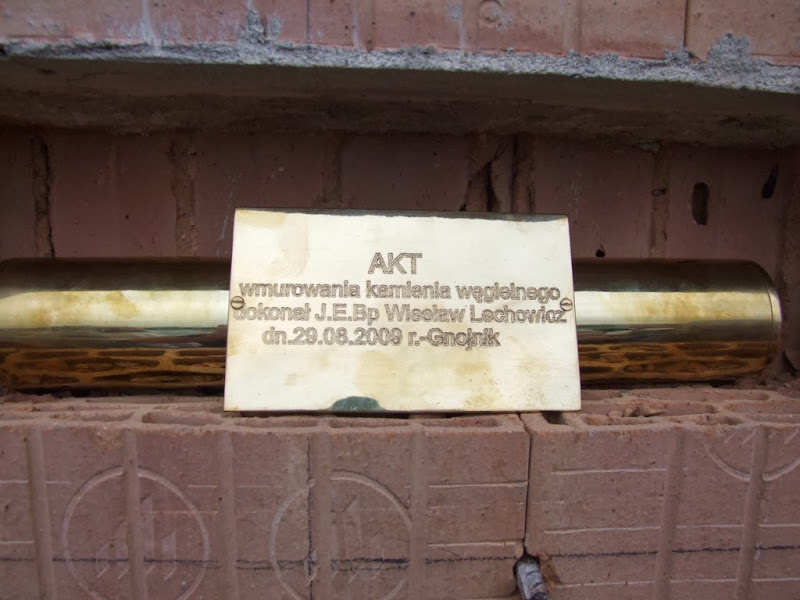 AKT
wmurowania kamienia węgielnego
dokonał J.E.Bp Wiesław Lechowicz
dn.29.08.2009 r.-Gnojnik